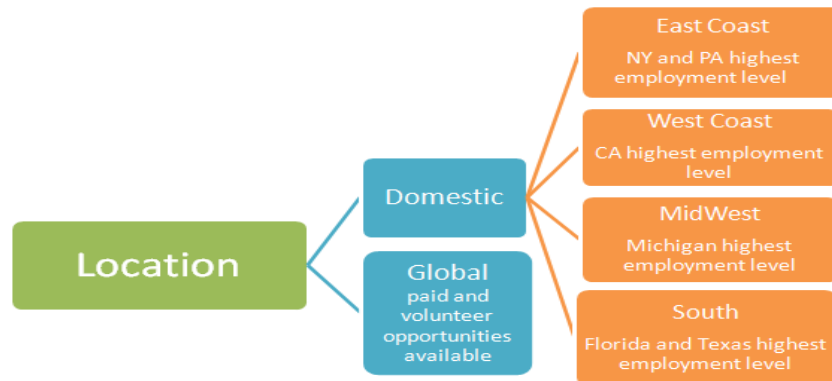 Location
Domestic
Global
paid and
volunteer
opportunities
available
East Coast
NY and PA highest
employment level
West Coast
CA highest employment
level
MidWest
Michigan highest
employment level
South
Florida and Texas highest
employment level